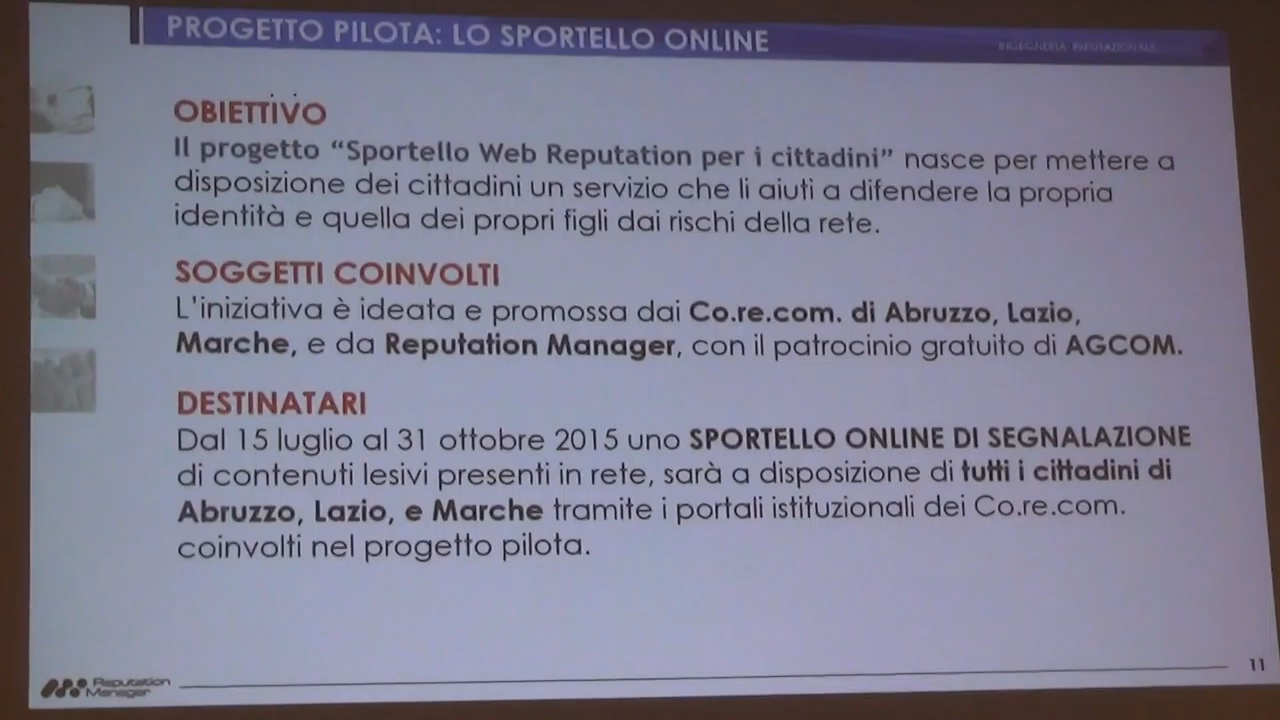 PROGETTO PILOTA: LO SPORTELLO ONLINE
INGEGNERIA REPUTAZIONALE
OBIETTIVO
Il progetto “Sportello Web Reputation per i cittadini” nasce per mettere a
disposizione dei cittadini un servizio che li aiuti a difendere la propria
identità e quella dei propri figli dai rischi della rete.
SOGGETTI COINVOLTI
L'iniziativa è ideata e promossa dai Co.re.com. di Abruzzo, Lazio,
Marche, e da Reputation Manager, con il patrocinio gratuito di AGCOM.
DESTINATARI
Dal 15 luglio al 31 ottobre 2015 uno SPORTELLO ONLINE DI SEGNALAZIONE
di contenuti lesivi presenti in rete, sarà a disposizione di tutti i cittadini di
Abruzzo, Lazio, e Marche tramite i portali istituzionali dei Co.re.com.
coinvolti nel progetto pilota.
Reputation
Manager
11